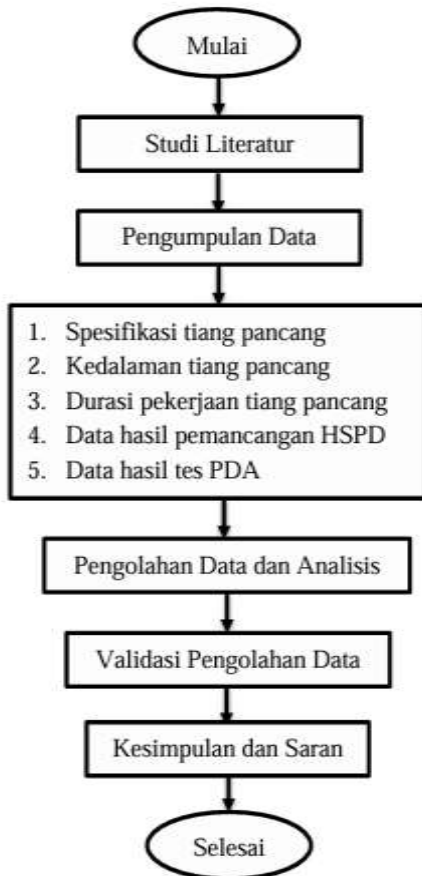 Mulai
Studi Literatur
Pengumpulan Data
1. Spesifikasi tiang pancang
2. Kedalaman tiang pancang
3. Durasi pekerjaan tiang pancang
4. Data hasil pemancangan HSPD
5. Data hasil tes PDA
Pengolahan Data dan Analisis
Validasi Pengolahan Data
Kesimpulan dan Saran
Selesai